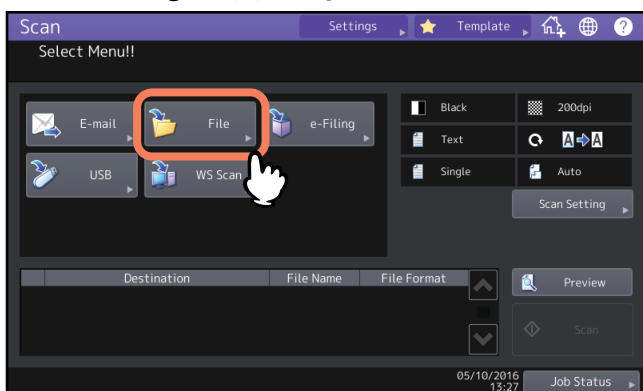 Scan Settings Template ?
Select Menu!!
E-mail File e-Filing Black 200dpi
Text A A
USB WS Scan Single Auto
Scan Setting
Destination File Name File Format Preview
Scan
05/10/2016
13:27 Job Status